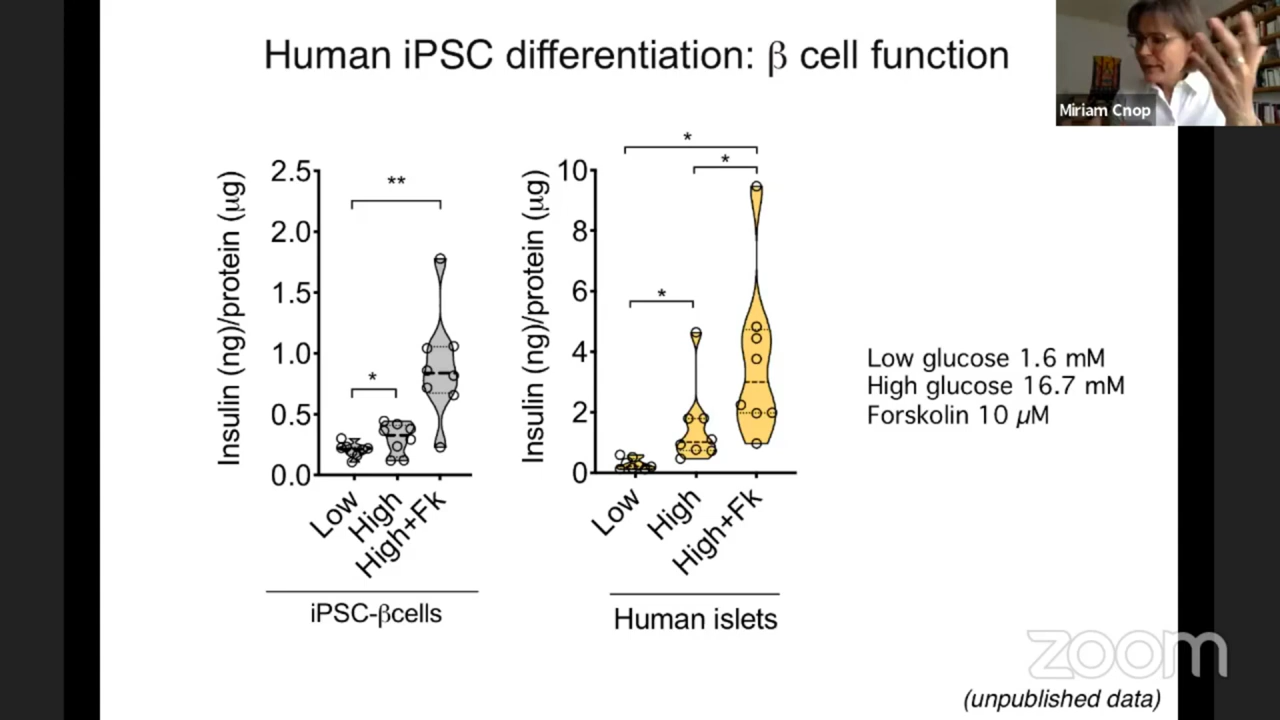 Human iPSC differentiation: β cell function
Miriam Cnop
Insulin (ng)/protein (μg)
2.5
2.0
1.5
1.0
0.5
0.0
**
*
Low
High
High+Fk
iPSC-βcells
Insulin (ng)/protein (μg)
10
8
6
4
2
0
*
*
*
Low
High
High+Fk
Human islets
Low glucose 1.6 mM
High glucose 16.7 mM
Forskolin 10 μM
zoom
(unpublished data)